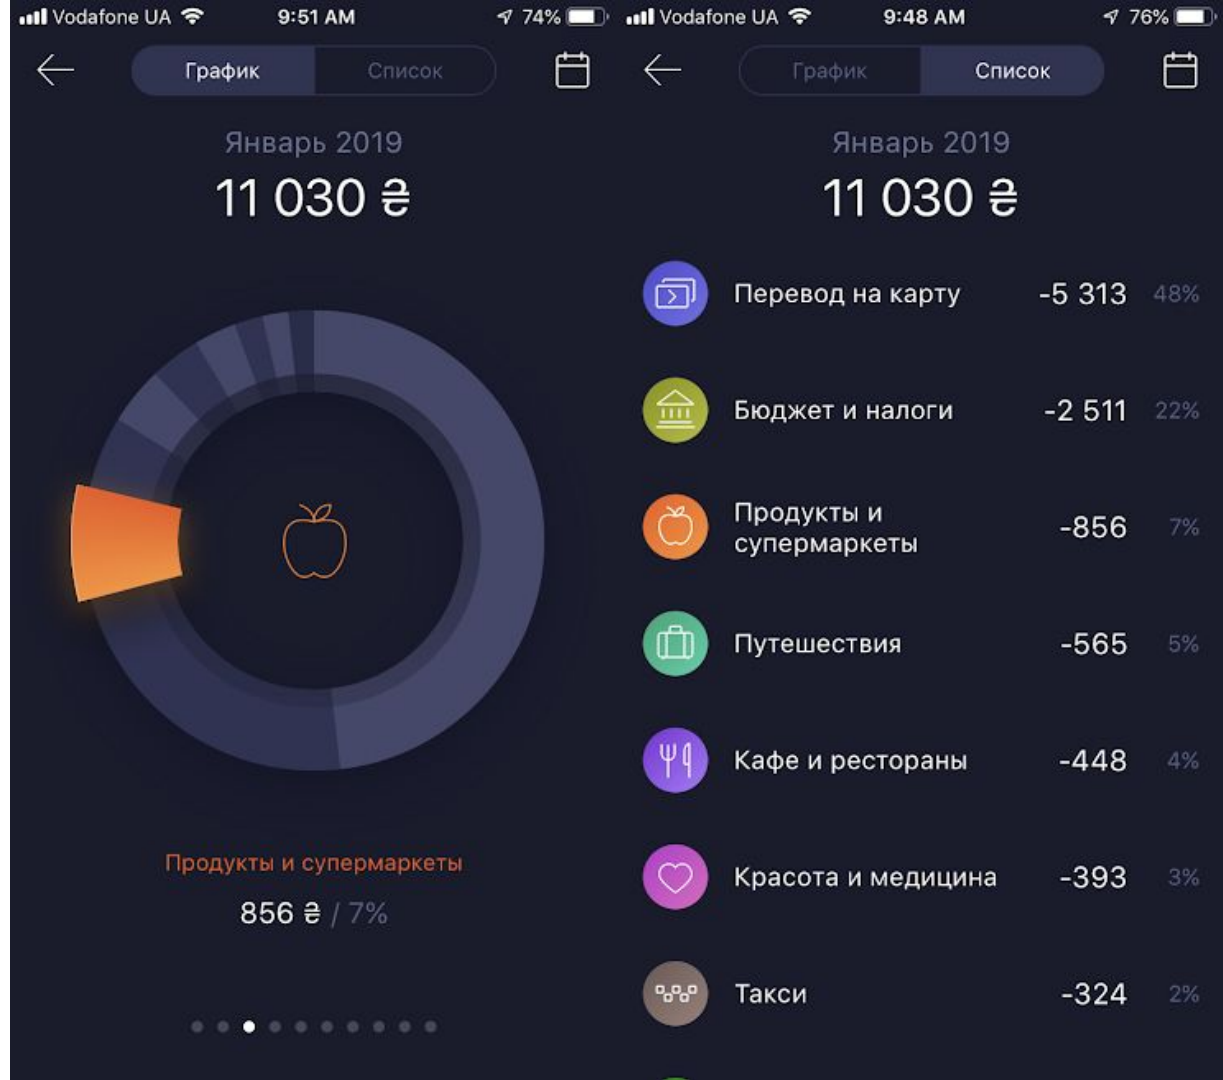 Vodafone UA 9:51 AM 74%
График Список
Январь 2019
11 030 ₴
Продукты и супермаркеты
856 ₴ / 7%
Vodafone UA 9:48 AM 76%
График Список
Январь 2019
11 030 ₴
Перевод на карту -5 313 48%
Бюджет и налоги -2 511 22%
Продукты и
супермаркеты -856 7%
Путешествия -565 5%
Кафе и рестораны -448 4%
Красота и медицина -393 3%
Такси -324 2%